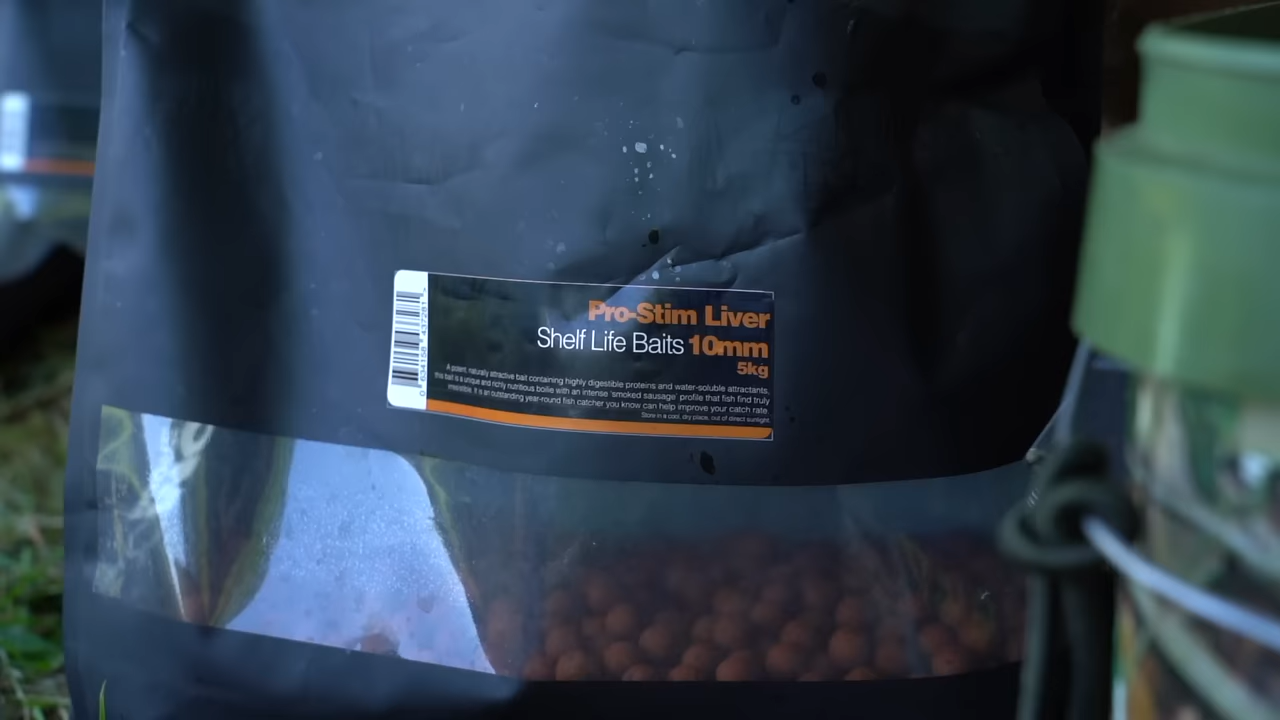 Pro-Stim Liver
Shelf Life Baits 10mm
5kg
A potent, naturally attractive bait containing highly digestible proteins and water-soluble attractants,
this bait is a unique and richly nutritious boilie with an intense 'smoked sausage' profile that fish find truly
irresistible. It is an outstanding year-round fish catcher you know can help improve your catch rate.
Store in a cool, dry place, out of direct sunlight.